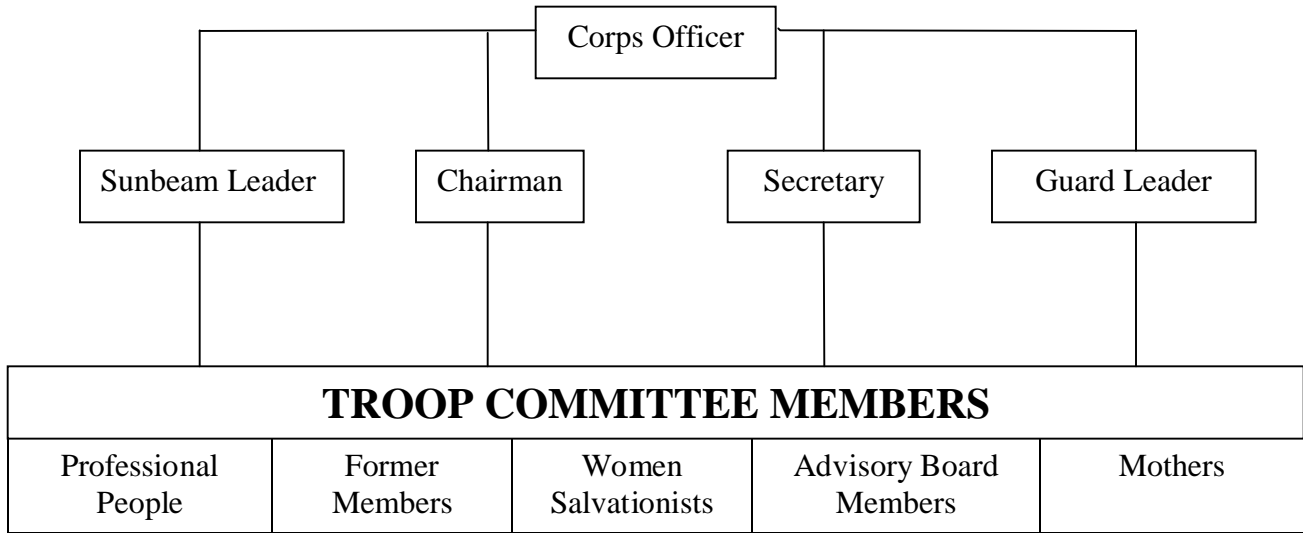 Corps Officer
Sunbeam Leader
Chairman
Secretary
Guard Leader
TROOP COMMITTEE MEMBERS
Professional
People
Former
Members
Women
Salvationists
Advisory Board
Members
Mothers